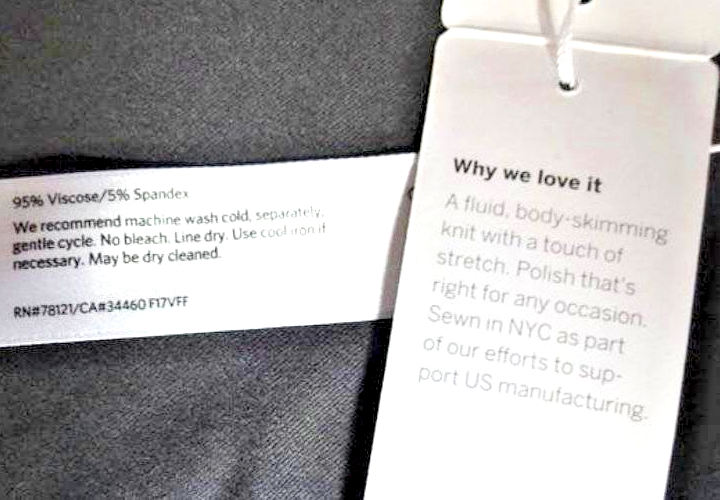 95% Viscose/5% Spandex
We recommend machine wash cold, separately,
gentle cycle. No bleach. Line dry. Use cool iron if
necessary. May be dry cleaned.
RN#78121/CA#34460 F17VFF
Why we love it
A fluid, body-skimming
knit with a touch of
stretch. Polish that's
right for any occasion.
Sewn in NYC as part
of our efforts to sup-
port US manufacturing.